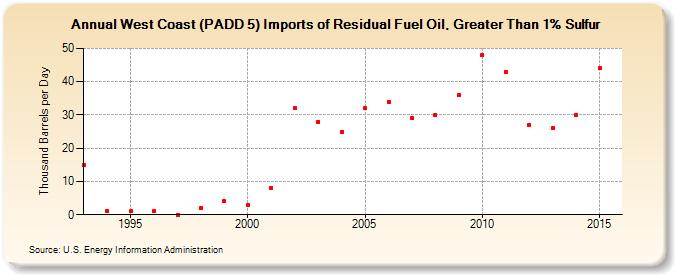 Annual West Coast (PADD 5) Imports of Residual Fuel Oil, Greater Than 1% Sulfur
Thousand Barrels per Day
50
40
30
20
10
0
1995 2000 2005 2010 2015
Source: U.S. Energy Information Administration